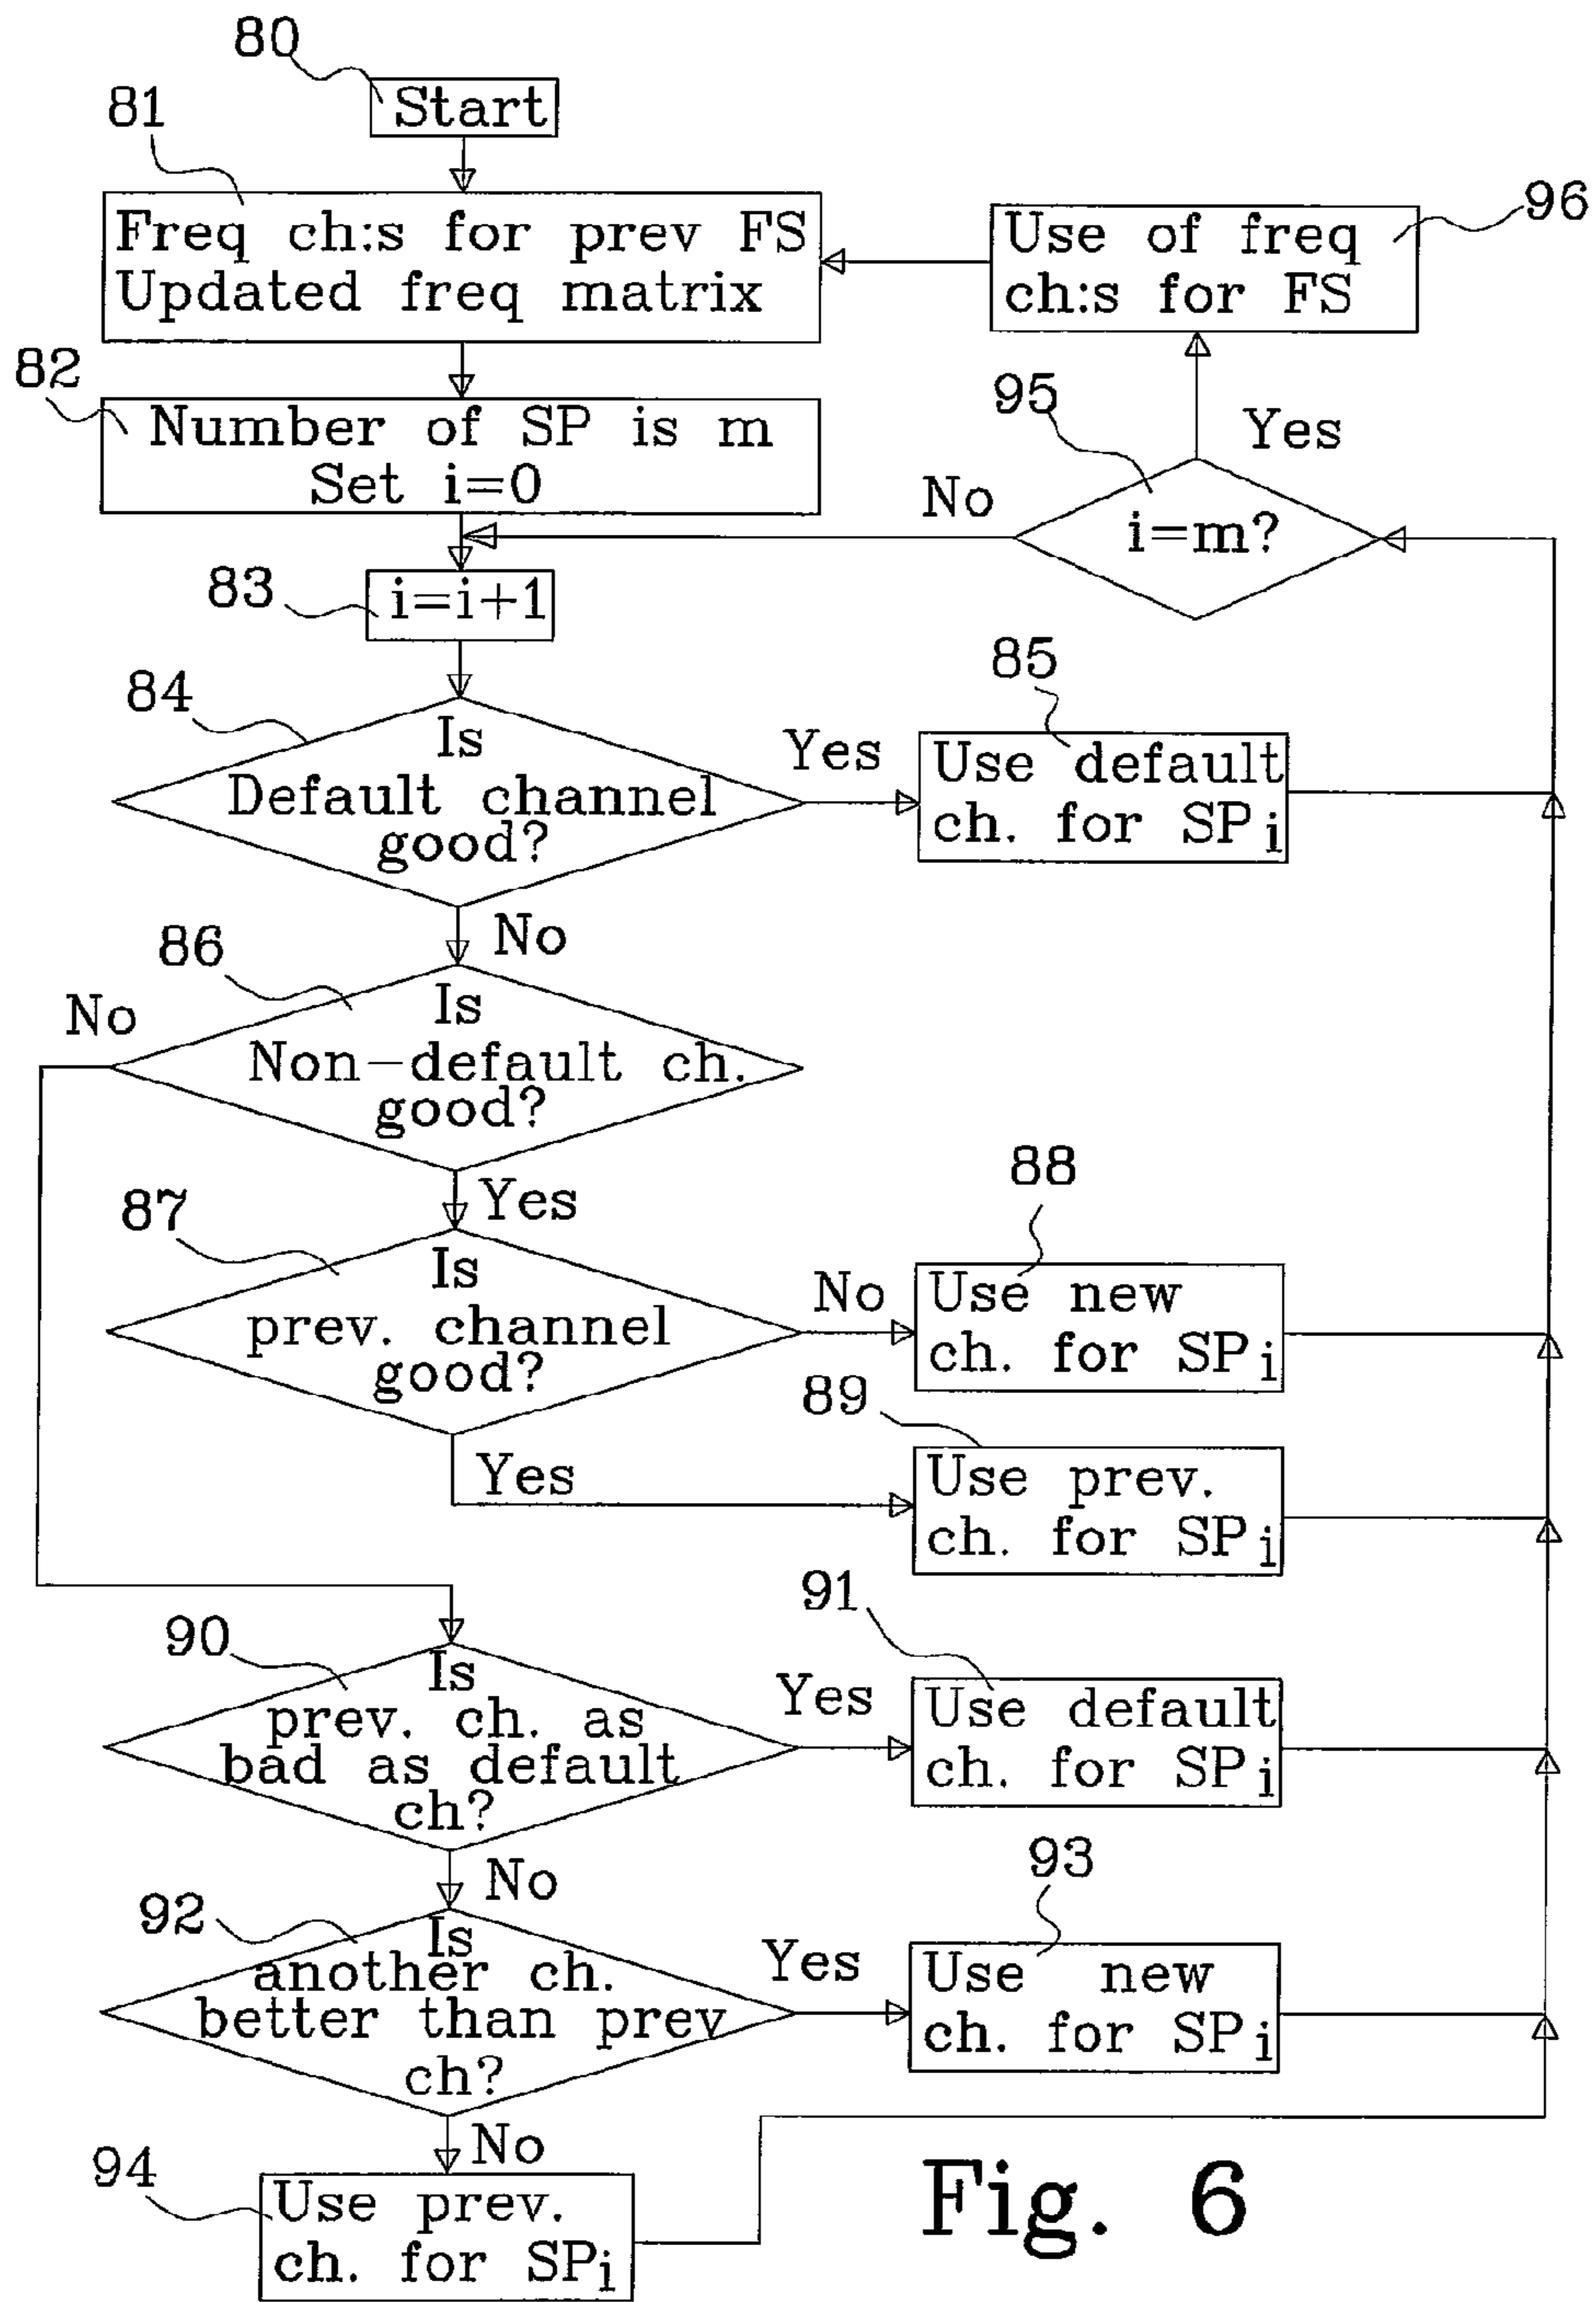 80
Start
81
Freq ch:s for prev FS
Updated freq matrix
96
Use of freq
ch:s for FS
82
Number of SP is m
Set i=0
95
Yes
No
i=m?
83
i=i+1
84
Is
Default channel
good?
Yes
85
Use default
ch. for SPi
No
86
No
Is
Non-default ch.
good?
Yes
87
Is
prev. channel
good?
No
88
Use new
ch. for SPi
Yes
89
Use prev.
ch. for SPi
90
Is
prev. ch. as
bad as default
ch?
Yes
91
Use default
ch. for SPi
No
92
Is
another ch.
better than prev
ch?
Yes
93
Use new
ch. for SPi
No
94
Use prev.
ch. for SPi
Fig. 6